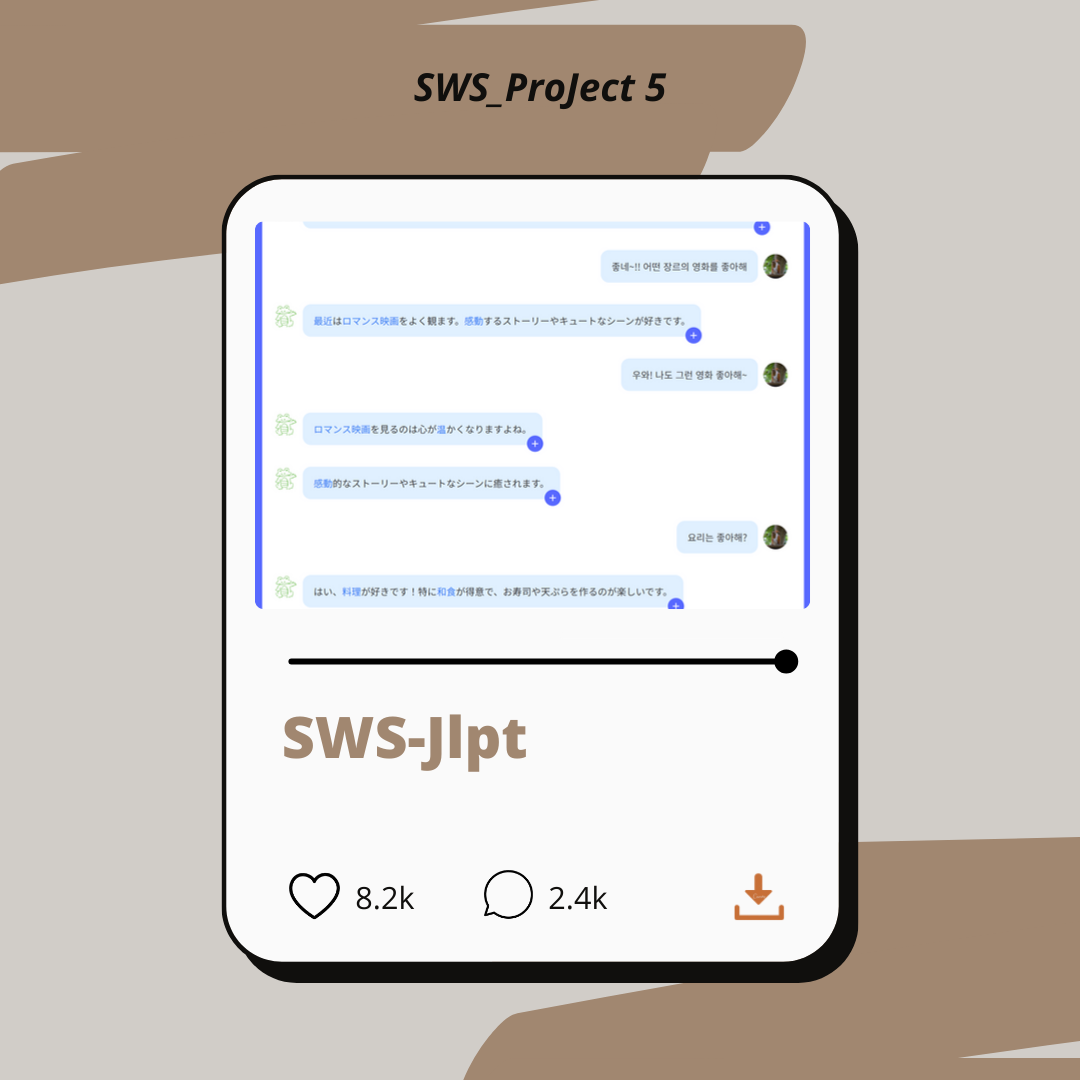 SWS_ProJect 5
좋네~!! 어떤 장르의 영화를 좋아해
最近はロマンス映画をよく観ます。感動するストーリーやキュートなシーンが好きです。
우와! 나도 그런 영화 좋아해~
ロマンス映画を見るのは心が温かくなりますよね。
感動的なストーリーやキュートなシーンに癒されます。
요리는 좋아해?
はい、料理が好きです！特に和食が得意で、お寿司や天ぷらを作るのが楽しいです。
SWS-Jlpt
8.2k
2.4k